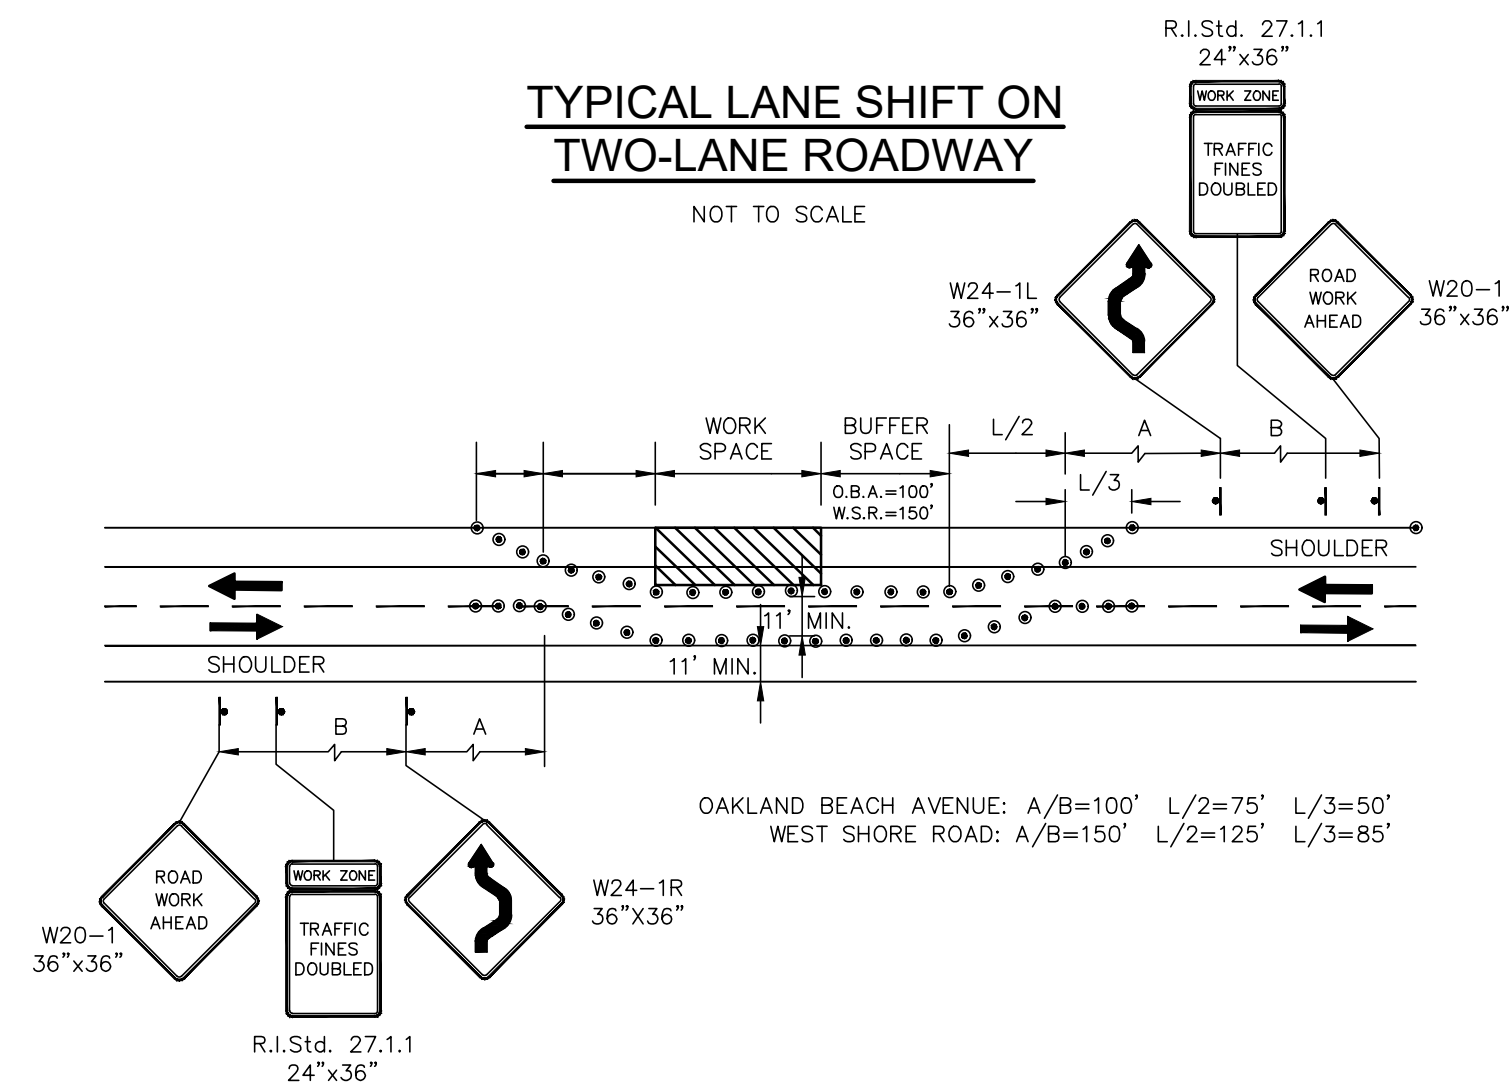 R.I.Std. 27.1.1
24”x36”
TYPICAL LANE SHIFT ON
TWO-LANE ROADWAY
NOT TO SCALE
WORK ZONE
TRAFFIC
FINES
DOUBLED
W24-1L
36”x36”
ROAD
WORK
AHEAD
W20-1
36”x36”
WORK
SPACE
BUFFER
SPACE
O.B.A.=100’
W.S.R.=150’
L/2
A
B
L/3
SHOULDER
11’ MIN.
11’ MIN.
SHOULDER
B
A
OAKLAND BEACH AVENUE: A/B=100’ L/2=75’ L/3=50’
WEST SHORE ROAD: A/B=150’ L/2=125’ L/3=85’
ROAD
WORK
AHEAD
W20-1
36”x36”
WORK ZONE
TRAFFIC
FINES
DOUBLED
W24-1R
36”X36”
R.I.Std. 27.1.1
24”x36”